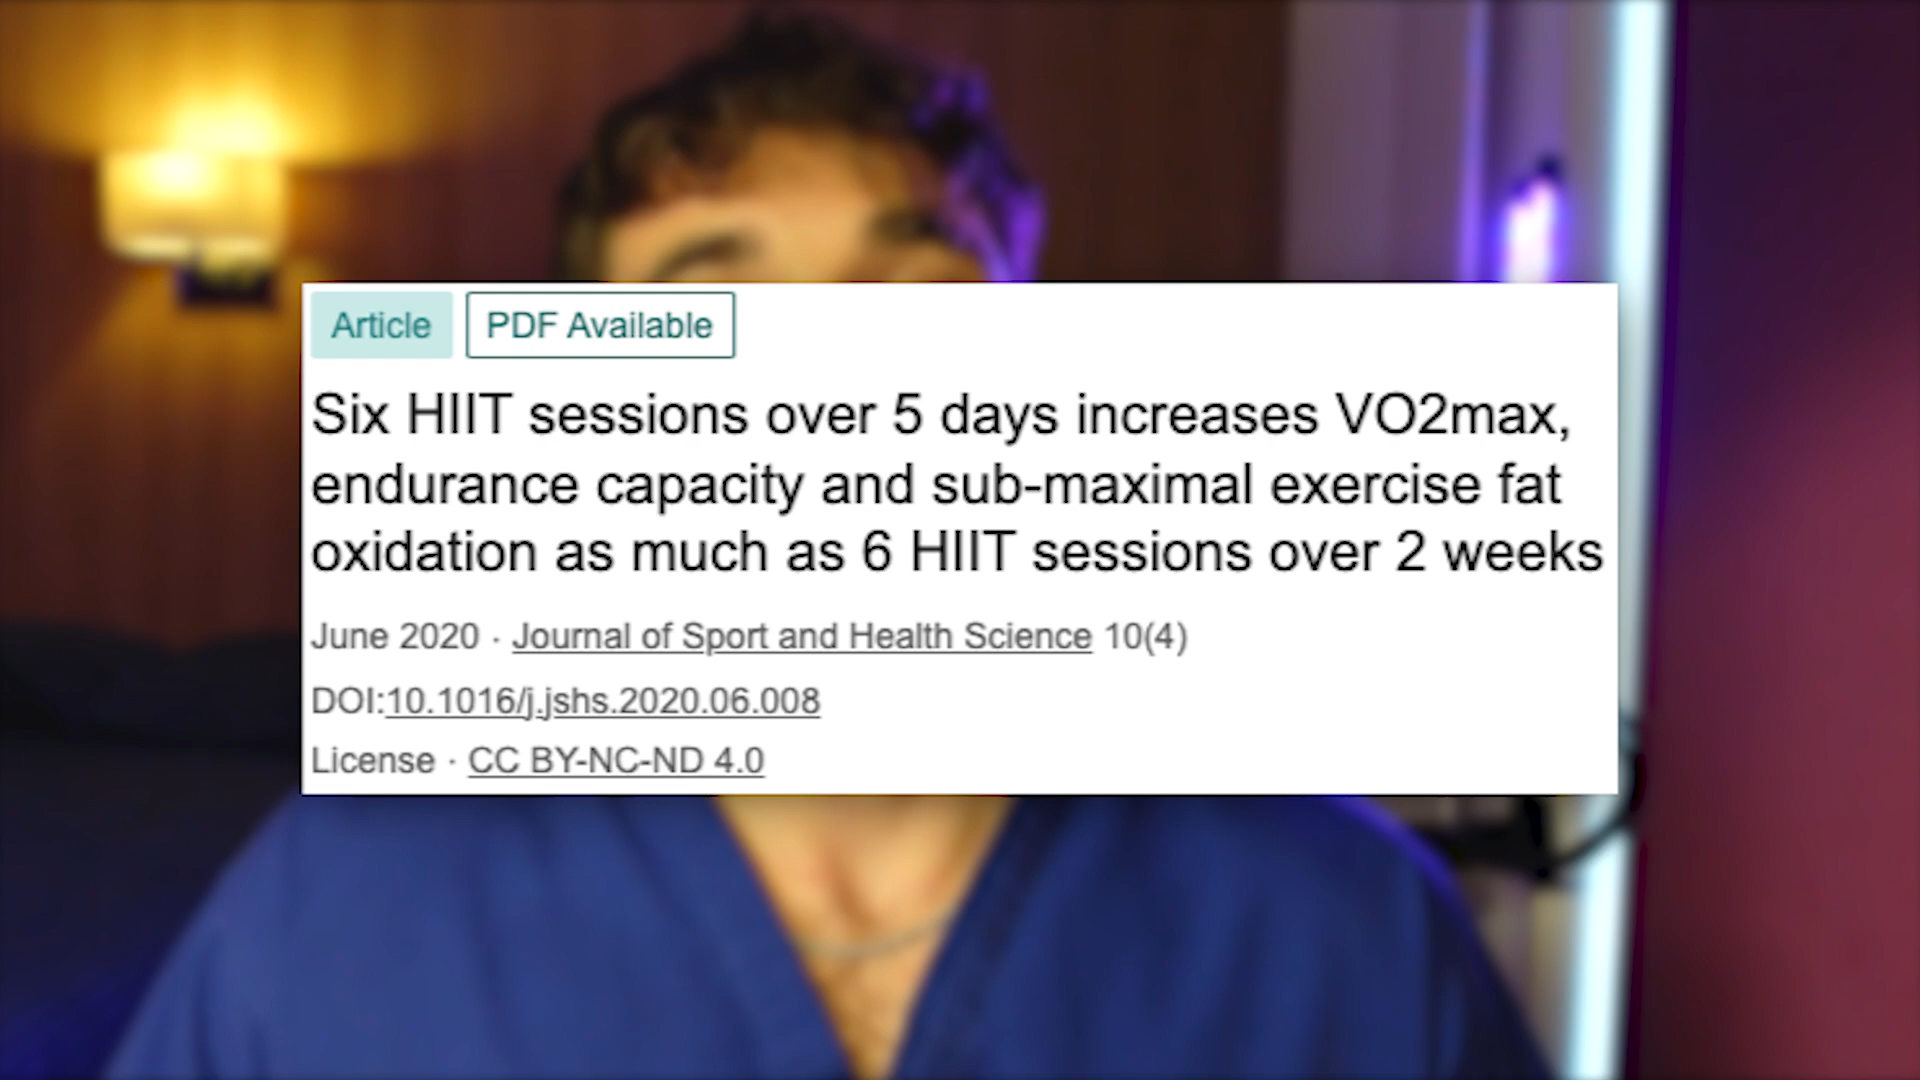 Article PDF Available
Six HIIT sessions over 5 days increases VO2max,
endurance capacity and sub-maximal exercise fat
oxidation as much as 6 HIIT sessions over 2 weeks
June 2020 · Journal of Sport and Health Science 10(4)
DOI:10.1016/j.jshs.2020.06.008
License · CC BY-NC-ND 4.0